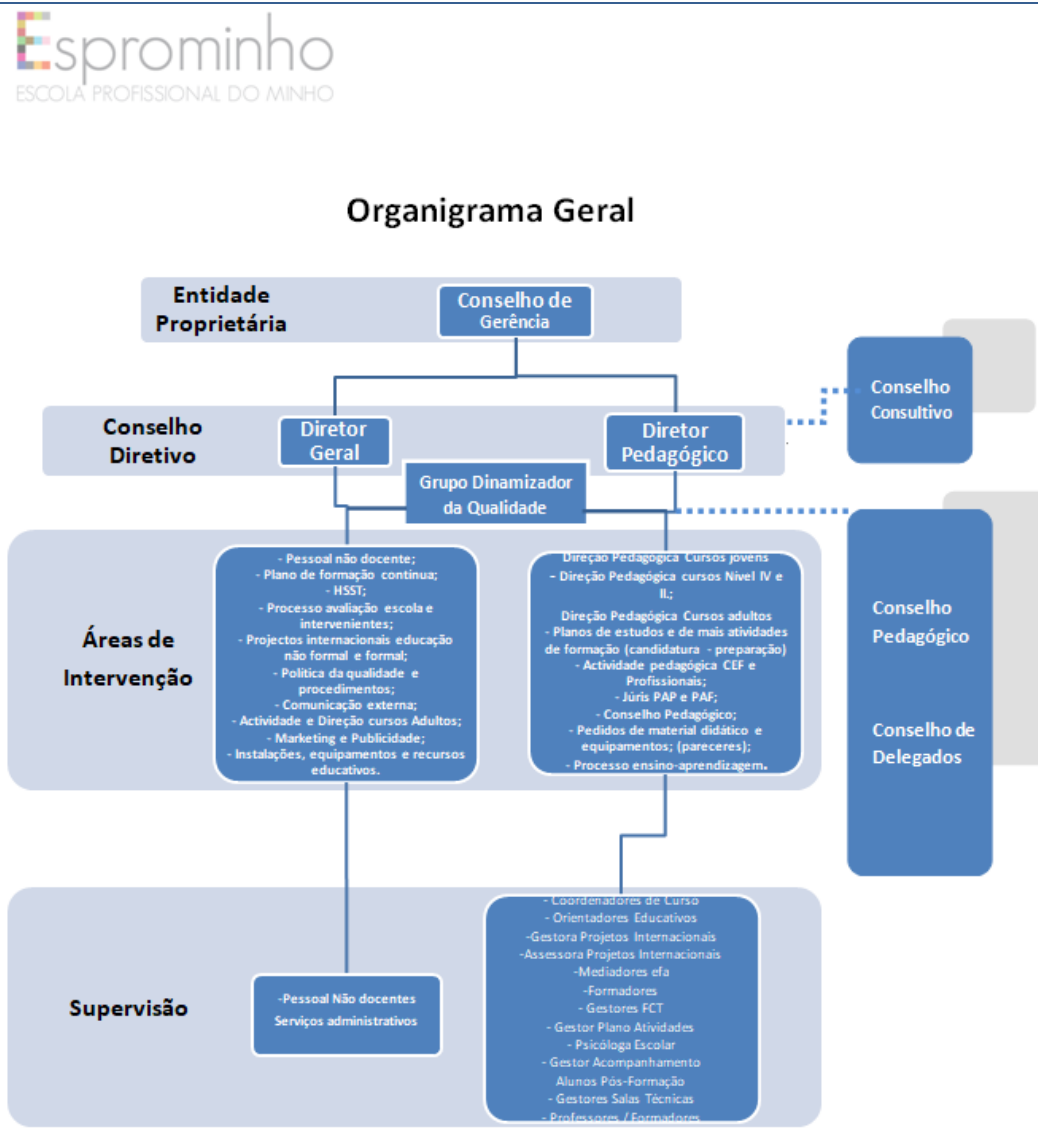 Esprominho
ESCOLA PROFISSIONAL DO MINHO
Organigrama Geral
Entidade
Proprietária
Conselho de
Gerência
Conselho
Consultivo
Conselho
Diretivo
Diretor
Geral
Diretor
Pedagógico
Grupo Dinamizador
da Qualidade
Áreas de
Intervenção
- Pessoal não docente;
- Plano de formação contínua;
- HSST;
- Processo avaliação escola e
intervenientes;
- Projectos internacionais educação
não formal e formal;
- Política da qualidade e
procedimentos;
- Comunicação externa;
- Actividade e Direção cursos Adultos;
- Marketing e Publicidade;
- Instalações, equipamentos e recursos
educativos.
Direção Pedagógica Cursos jovens
- Direção Pedagógica cursos Nível IV e
II.;
Direção Pedagógica Cursos adultos
- Planos de estudos e de mais atividades
de formação (candidatura - preparação)
- Actividade pedagógica CEF e
Profissionais;
- Júris PAP e PAF;
- Conselho Pedagógico;
- Pedidos de material didático e
equipamentos; (pareceres);
- Processo ensino-aprendizagem.
Conselho
Pedagógico
Conselho de
Delegados
Supervisão
-Pessoal Não docentes
Serviços administrativos
- Coordenadores de Curso
- Orientadores Educativos
-Gestora Projetos Internacionais
-Assessora Projetos Internacionais
-Mediadores efa
-Formadores
- Gestores FCT
- Gestor Plano Atividades
- Psicóloga Escolar
- Gestor Acompanhamento
Alunos Pós-Formação
- Gestores Salas Técnicas
- Professores / Formadores